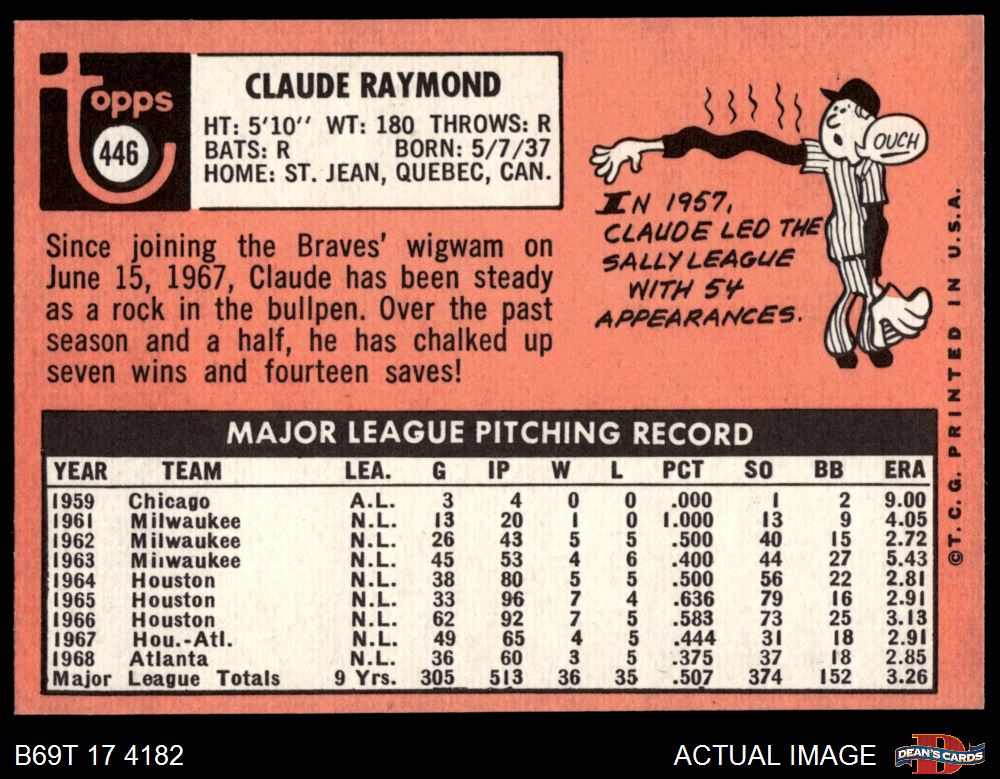 Topps
446
CLAUDE RAYMOND
HT: 5'10'' WT: 180 THROWS: R
BATS: R BORN: 5/7/37
HOME: ST. JEAN, QUEBEC, CAN.
Since joining the Braves' wigwam on
June 15, 1967, Claude has been steady
as a rock in the bullpen. Over the past
season and a half, he has chalked up
seven wins and fourteen saves!
OUCH
IN 1957,
CLAUDE LED THE
SALLY LEAGUE
WITH 54
APPEARANCES.
MAJOR LEAGUE PITCHING RECORD
YEAR TEAM LEA. G IP W L PCT SO BB ERA
1959 Chicago A.L. 3 4 0 0 .000 1 2 9.00
1961 Milwaukee N.L. 13 20 1 0 1.000 13 9 4.05
1962 Milwaukee N.L. 26 43 5 5 .500 40 15 2.72
1963 Milwaukee N.L. 45 53 4 6 .400 44 27 5.43
1964 Houston N.L. 38 80 5 5 .500 56 22 2.81
1965 Houston N.L. 33 96 7 4 .636 79 16 2.91
1966 Houston N.L. 62 92 7 5 .583 73 25 3.13
1967 Hou.-Atl. N.L. 49 65 4 5 .444 31 18 2.91
1968 Atlanta N.L. 36 60 3 5 .375 37 18 2.85
Major League Totals 9 Yrs. 305 513 36 35 .507 374 152 3.26
©T. C. G. PRINTED IN U.S.A.
B69T 17 4182
ACTUAL IMAGE
DEAN'S CARDS